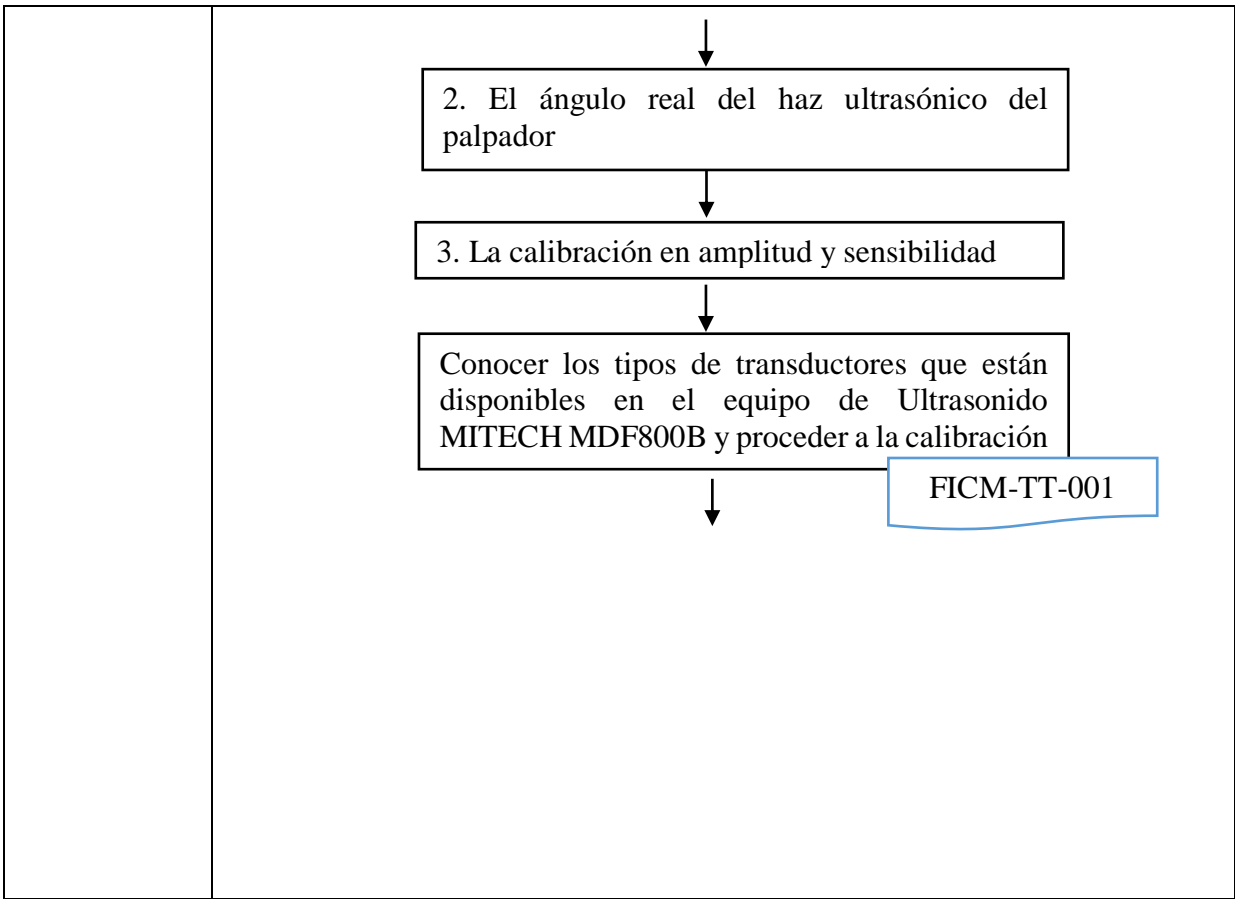 2. El ángulo real del haz ultrasónico del
palpador
3. La calibración en amplitud y sensibilidad
Conocer los tipos de transductores que están
disponibles en el equipo de Ultrasonido
MITECH MDF800B y proceder a la calibración
FICM-TT-001